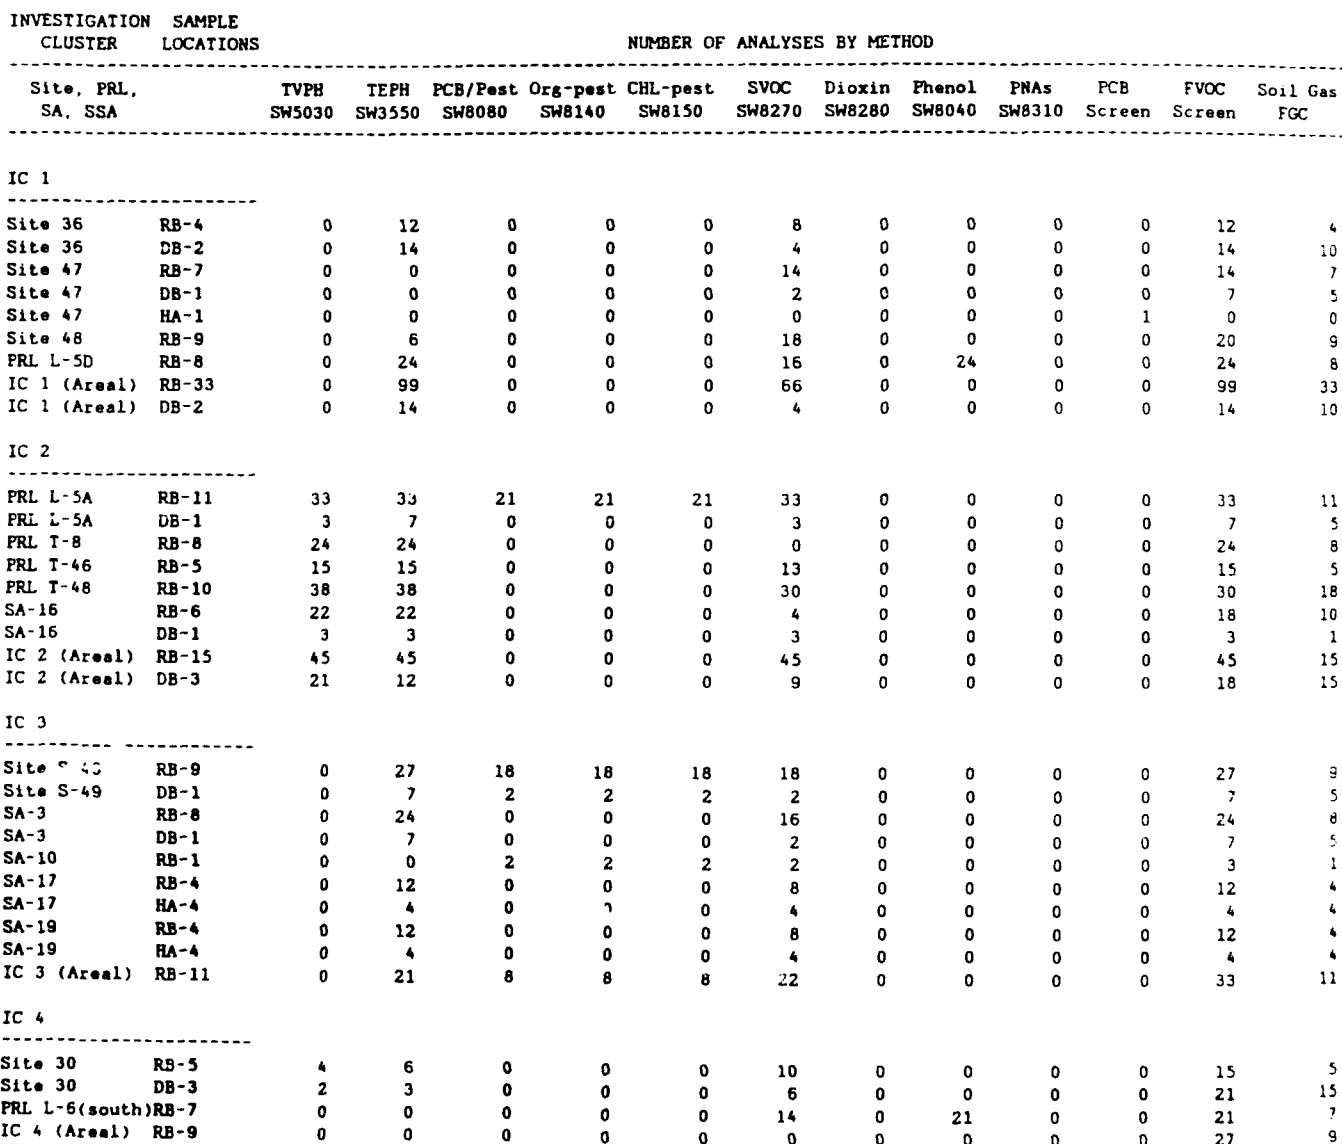 INVESTIGATION SAMPLE
CLUSTER LOCATIONS NUMBER OF ANALYSES BY METHOD
Site, PRL, TVPH TEPH PCB/Pest Org-pest CHL-pest SVOC Dioxin Phenol PNAs PCB FVOC Soil Gas
SA, SSA SW5030 SW3550 SW8080 SW8140 SW8150 SW8270 SW8280 SW8040 SW8310 Screen Screen FGC
IC 1
Site 36 RB-4 0 12 0 0 0 8 0 0 0 0 12 4
Site 36 DB-2 0 14 0 0 0 4 0 0 0 0 14 10
Site 47 RB-7 0 0 0 0 0 14 0 0 0 0 14 7
Site 47 DB-1 0 0 0 0 0 2 0 0 0 0 7 5
Site 47 HA-1 0 0 0 0 0 0 0 0 0 1 0 0
Site 48 RB-9 0 6 0 0 0 18 0 0 0 0 20 9
PRL L-5D RB-8 0 24 0 0 0 16 0 24 0 0 24 8
IC 1 (Areal) RB-33 0 99 0 0 0 66 0 0 0 0 99 33
IC 1 (Areal) DB-2 0 14 0 0 0 4 0 0 0 0 14 10
IC 2
PRL L-5A RB-11 33 33 21 21 21 33 0 0 0 0 33 11
PRL L-5A DB-1 3 7 0 0 0 3 0 0 0 0 7 5
PRL T-8 RB-8 24 24 0 0 0 0 0 0 0 0 24 8
PRL T-46 RB-5 15 15 0 0 0 13 0 0 0 0 15 5
PRL T-48 RB-10 38 38 0 0 0 30 0 0 0 0 30 18
SA-16 RB-6 22 22 0 0 0 4 0 0 0 0 18 10
SA-16 DB-1 3 3 0 0 0 3 0 0 0 0 3 1
IC 2 (Areal) RB-15 45 45 0 0 0 45 0 0 0 0 45 15
IC 2 (Areal) DB-3 21 12 0 0 0 9 0 0 0 0 18 15
IC 3
Site RB-9 0 27 18 18 18 18 0 0 0 0 27 9
Site S-49 DB-1 0 7 2 2 2 2 0 0 0 0 7 5
SA-3 RB-8 0 24 0 0 0 16 0 0 0 0 24 8
SA-3 DB-1 0 7 0 0 0 2 0 0 0 0 7 5
SA-10 RB-1 0 0 2 2 2 2 0 0 0 0 3 1
SA-17 RB-4 0 12 0 0 0 8 0 0 0 0 12 4
SA-17 HA-4 0 4 0 0 4 0 0 0 0 4 4
SA-19 RB-4 0 12 0 0 0 8 0 0 0 0 12 4
SA-19 HA-4 0 4 0 0 0 4 0 0 0 0 4 4
IC 3 (Areal) RB-11 0 21 8 8 8 22 0 0 0 0 33 11
IC 4
Site 30 RB-5 4 6 0 0 0 10 0 0 0 0 15 5
Site 30 DB-3 2 3 0 0 0 6 0 0 0 0 21 15
PRL L-6(south)RB-7 0 0 0 0 0 14 0 21 0 0 21 7
IC 4 (Areal) RB-9 0 0 0 0 0 0 0 0 0 0 27 9